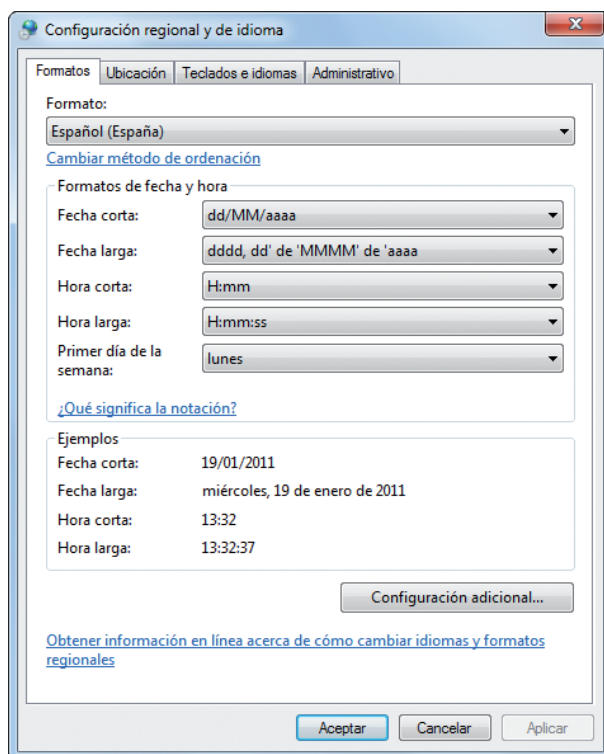 Configuración regional y de idioma
Formatos Ubicación Teclados e idiomas Administrativo
Formato:
Español (España)
Cambiar método de ordenación
Formatos de fecha y hora
Fecha corta: dd/MM/aaaa
Fecha larga: dddd, dd' de 'MMMM' de 'aaaa
Hora corta: H:mm
Hora larga: H:mm:ss
Primer día de la
semana: lunes
¿Qué significa la notación?
Ejemplos
Fecha corta: 19/01/2011
Fecha larga: miércoles, 19 de enero de 2011
Hora corta: 13:32
Hora larga: 13:32:37
Configuración adicional...
Obtener información en línea acerca de cómo cambiar idiomas y formatos
regionales
Aceptar Cancelar Aplicar